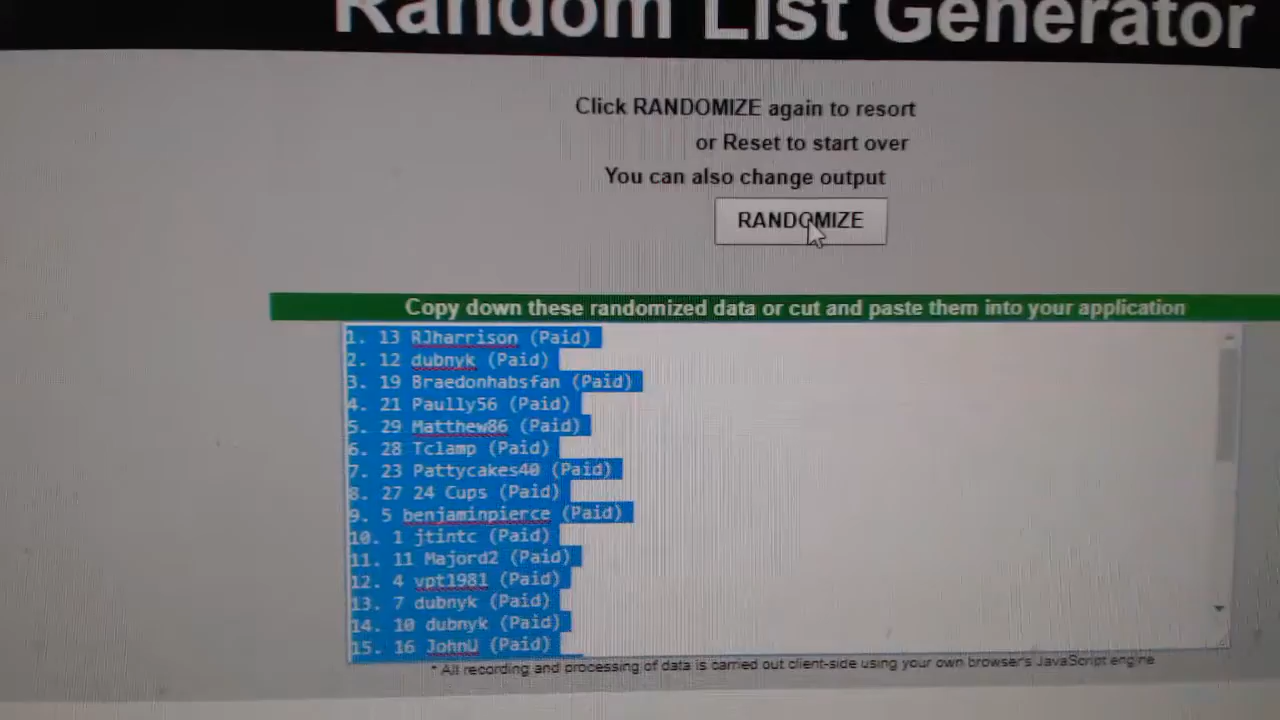 Random List Generator
Click RANDOMIZE again to resort
or Reset to start over
You can also change output
RANDOMIZE
Copy down these randomized data or cut and paste them into your application
1. 13 RJharrison (Paid)
2. 12 dubnyk (Paid)
3. 19 Braedonhabsfan (Paid)
4. 21 Paully56 (Paid)
5. 29 Matthew86 (Paid)
6. 28 Tclamp (Paid)
7. 23 Pattycakes40 (Paid)
8. 27 24 Cups (Paid)
9. 5 benjaminpierce (Paid)
10. 1 jtintc (Paid)
11. 11 Majord2 (Paid)
12. 4 vpt1981 (Paid)
13. 7 dubnyk (Paid)
14. 10 dubnyk (Paid)
15. 16 JohnU (Paid)
* All recording and processing of data is carried out client-side using your own browser's JavaScript engine